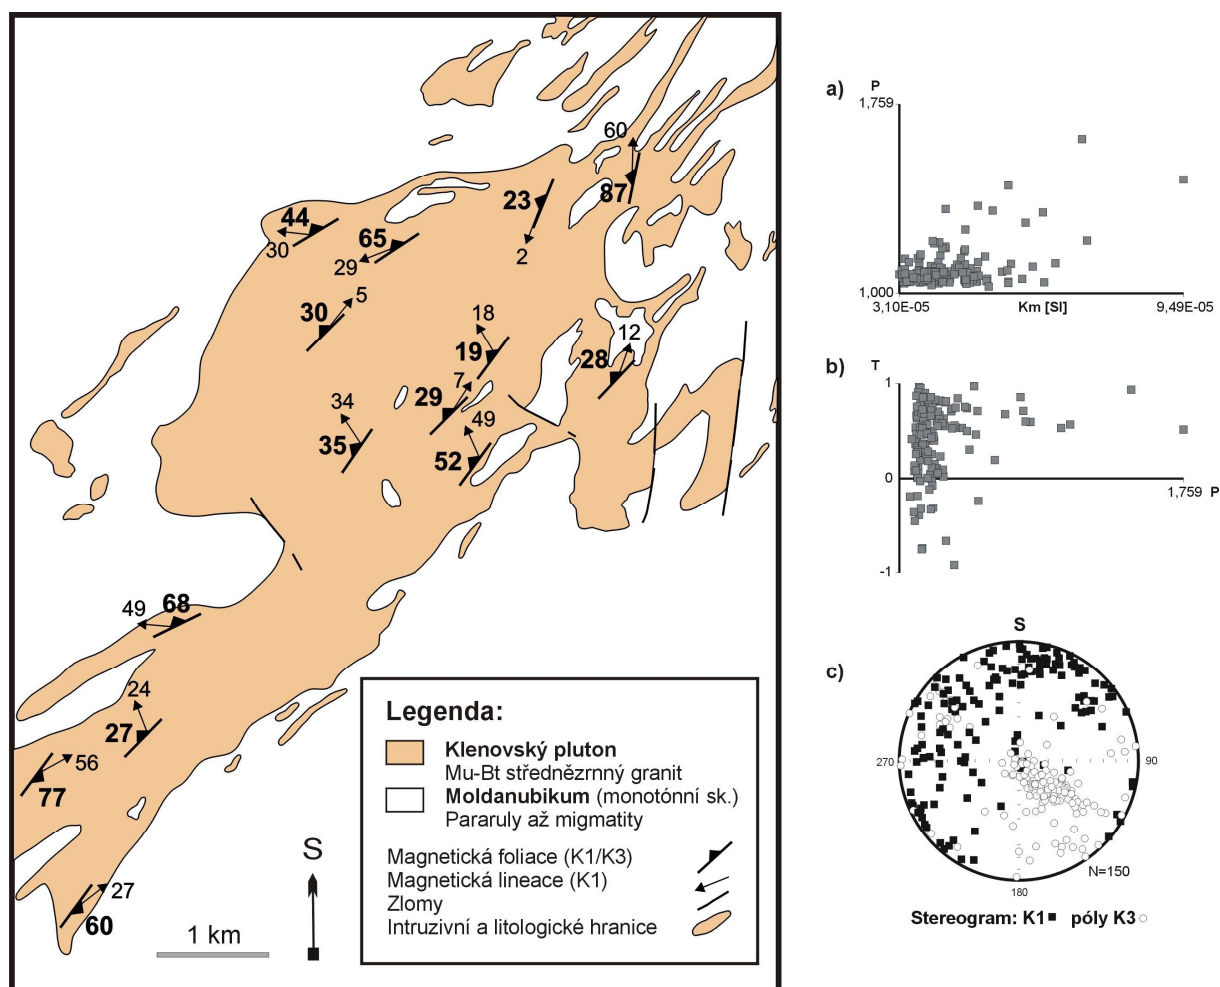 60
23
87
44
65
30
29
2
5
30
18
19
12
28
7
29
34
35
49
52
49
68
24
27
56
77
27
60
1 km
S
Legenda:
Klenovský pluton
Mu-Bt střednězrnný granit
Moldanubikum (monotónní sk.)
Pararuly až migmatity
Magnetická foliace (K1/K3)
Magnetická lineace (K1)
Zlomy
Intruzivní a litologické hranice
a)
P
1,759
1,000
3,10E-05
Km [SI]
9,49E-05
b)
T
1
0
1,759
P
-1
c)
S
270
90
180
N=150
Stereogram: K1 ■ póly K3 ○